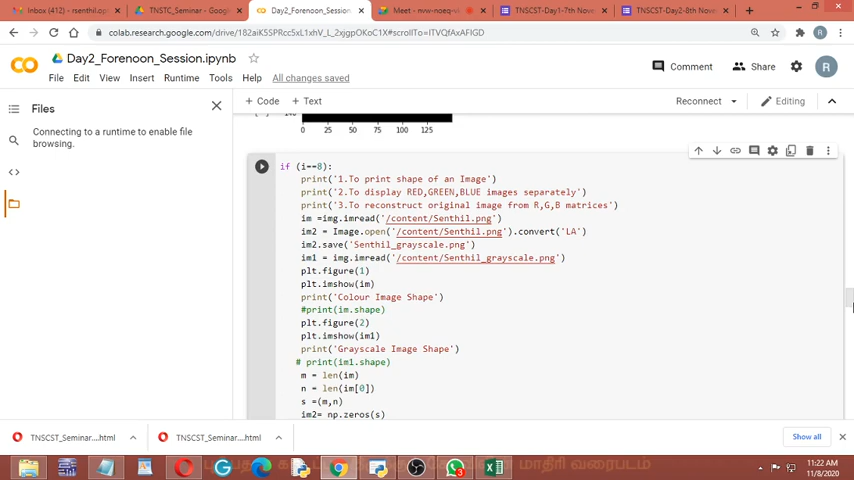 Inbox (412) - rsenthil.opt
TNSTC_Seminar - Googl
Day2_Forenoon_Session
Meet - nvw-noeq-
TNSCST-Day1-7th Novem
TNSCST-Day2-8th Novem
colab.research.google.com/drive/182aiK5SPRcc5xL1xhV_L_2xjgpOKoC1X#scrollTo=ITVQfAxAFGfD
Day2_Forenoon_Session.ipynb
Comment
Share
R
File Edit View Insert Runtime Tools Help All changes saved
Files
+ Code + Text
Reconnect
Editing
Connecting to a runtime to enable file
browsing.
140
0 25 50 75 100 125
if (i==8):
print('1.To print shape of an Image')
print('2.To display RED,GREEN,BLUE images separately')
print('3.To reconstruct original image from R,G,B matrices')
im =img.imread('/content/Senthil.png')
im2 = Image.open('/content/Senthil.png').convert('LA')
im2.save('Senthil_grayscale.png')
im1 = img.imread('/content/Senthil_grayscale.png')
plt.figure(1)
plt.imshow(im)
print('Colour Image Shape')
#print(im.shape)
plt.figure(2)
plt.imshow(im1)
print('Grayscale Image Shape')
# print(im1.shape)
m = len(im)
n = len(im[0])
s =(m,n)
im2= np.zeros(s)
TNSCST_Seminar....html
TNSCST_Seminar....html
Show all
மாதிரி வரைபடம்
3
11:22 AM
11/8/2020